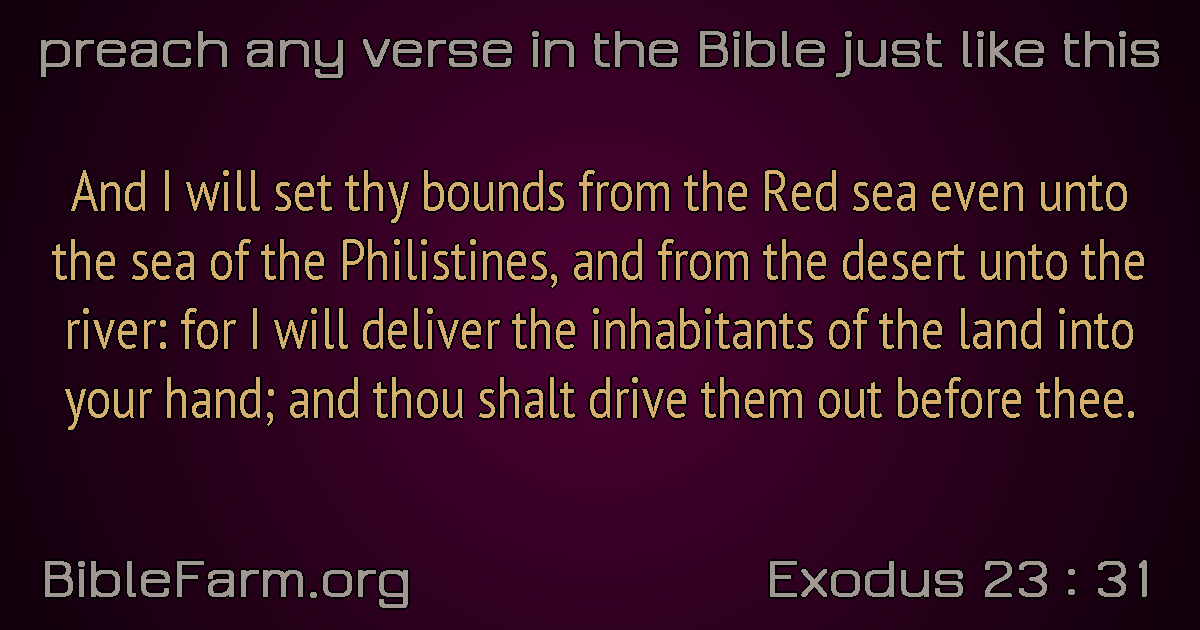 preach any verse in the Bible just like this
And I will set thy bounds from the Red sea even unto
the sea of the Philistines, and from the desert unto the
river: for I will deliver the inhabitants of the land into
your hand; and thou shalt drive them out before thee.
BibleFarm.org
Exodus 23 : 31